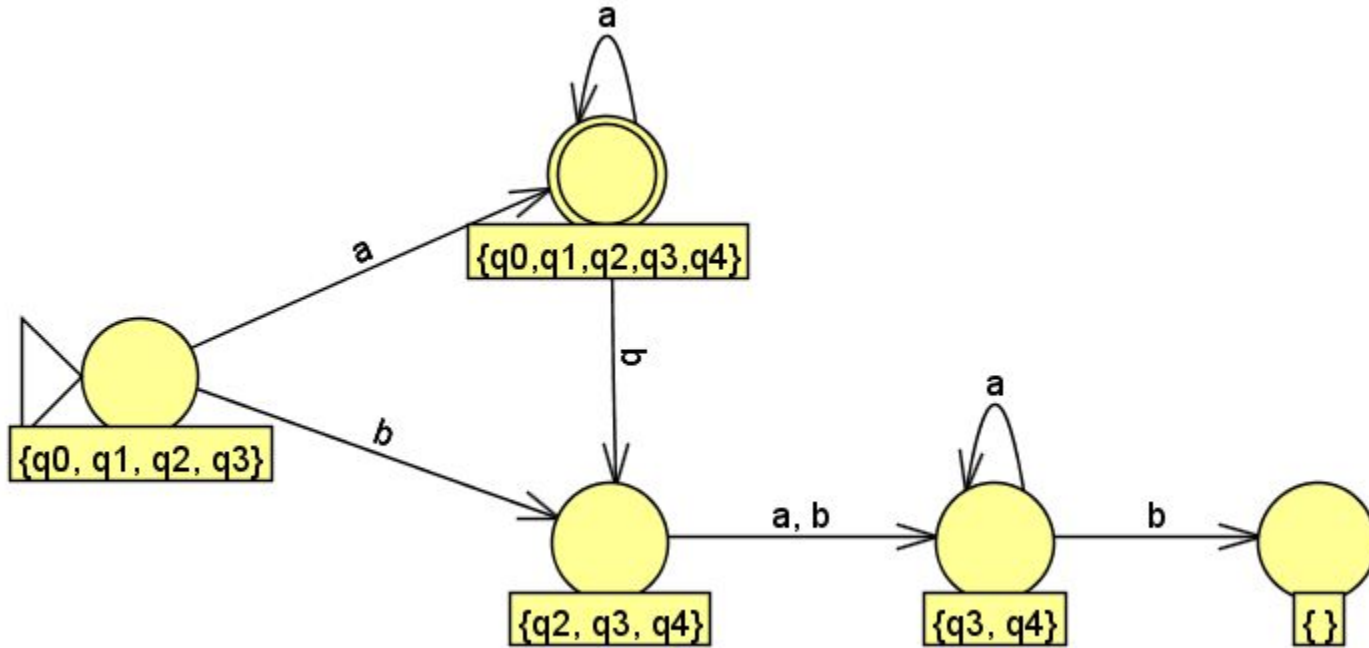 a
{q0,q1,q2,q3,q4}
a
b
{q0, q1, q2, q3}
b
a
a, b
b
{q2, q3, q4}
{q3, q4}
{ }